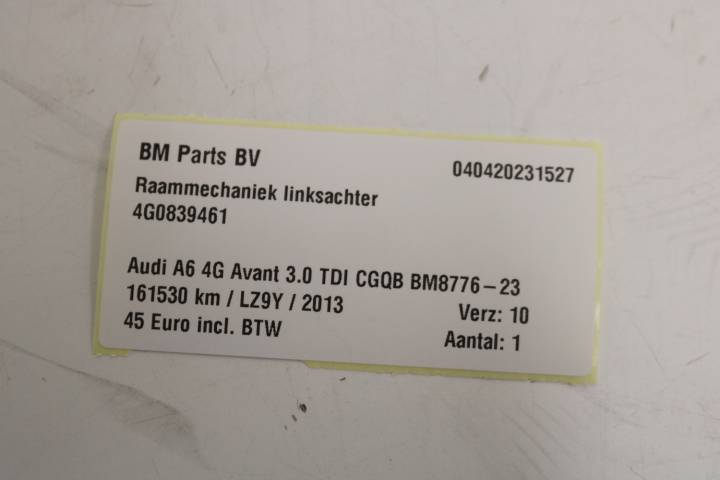 BM Parts BV 040420231527
Raammechaniek linksachter
4G0839461
Audi A6 4G Avant 3.0 TDI CGQB BM8776-23
161530 km / LZ9Y / 2013 Verz: 10
45 Euro incl. BTW Aantal: 1